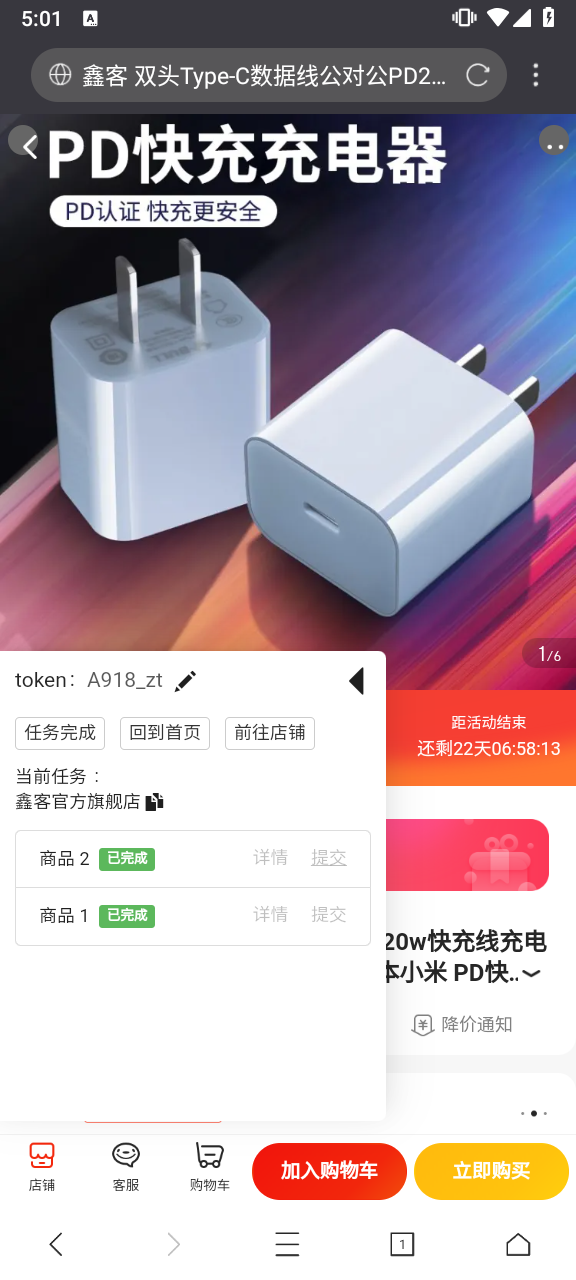 5:01
A
鑫客 双头Type-C数据线公对公PD2...
PD快充充电器
PD认证 快充更安全
1/6
token： A918_zt
任务完成
回到首页
前往店铺
当前任务：
鑫客官方旗舰店
商品 2 已完成 详情 提交
商品 1 已完成 详情 提交
距活动结束
还剩22天06:58:13
20w快充线充电
本小米 PD快..
降价通知
店铺
客服
购物车
加入购物车
立即购买
1